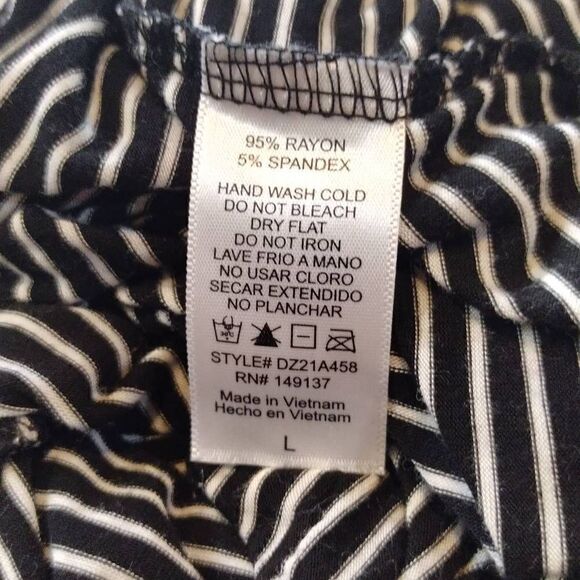 95% RAYON
5% SPANDEX
HAND WASH COLD
DO NOT BLEACH
DRY FLAT
DO NOT IRON
LAVE FRIO A MANO
NO USAR CLORO
SECAR EXTENDIDO
NO PLANCHAR
STYLE# DZ21A458
RN# 149137
Made in Vietnam
Hecho en Vietnam
L